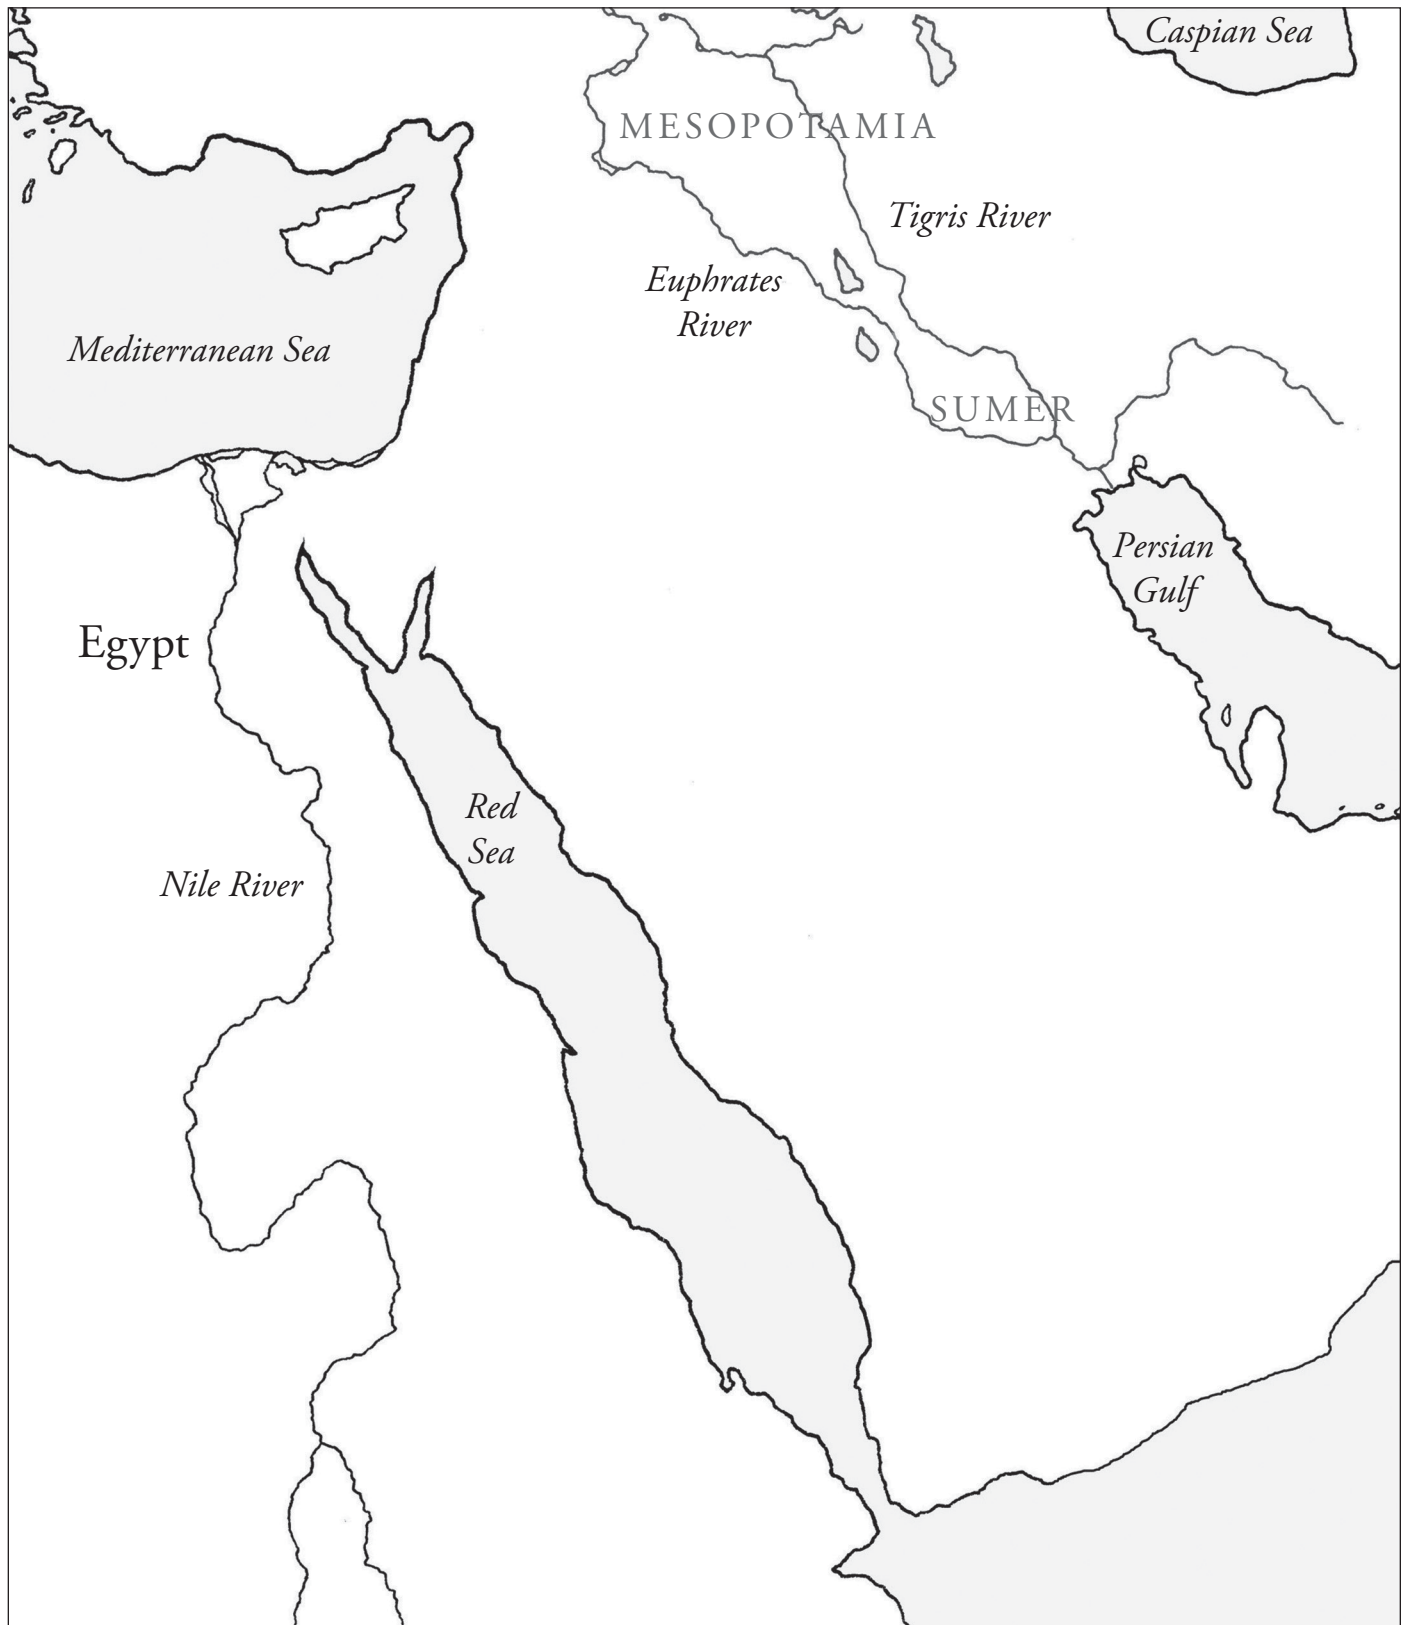 Caspian Sea
MESOPOTAMIA
Tigris River
Euphrates
River
Mediterranean Sea
SUMER
Persian
Gulf
Egypt
Red
Sea
Nile River